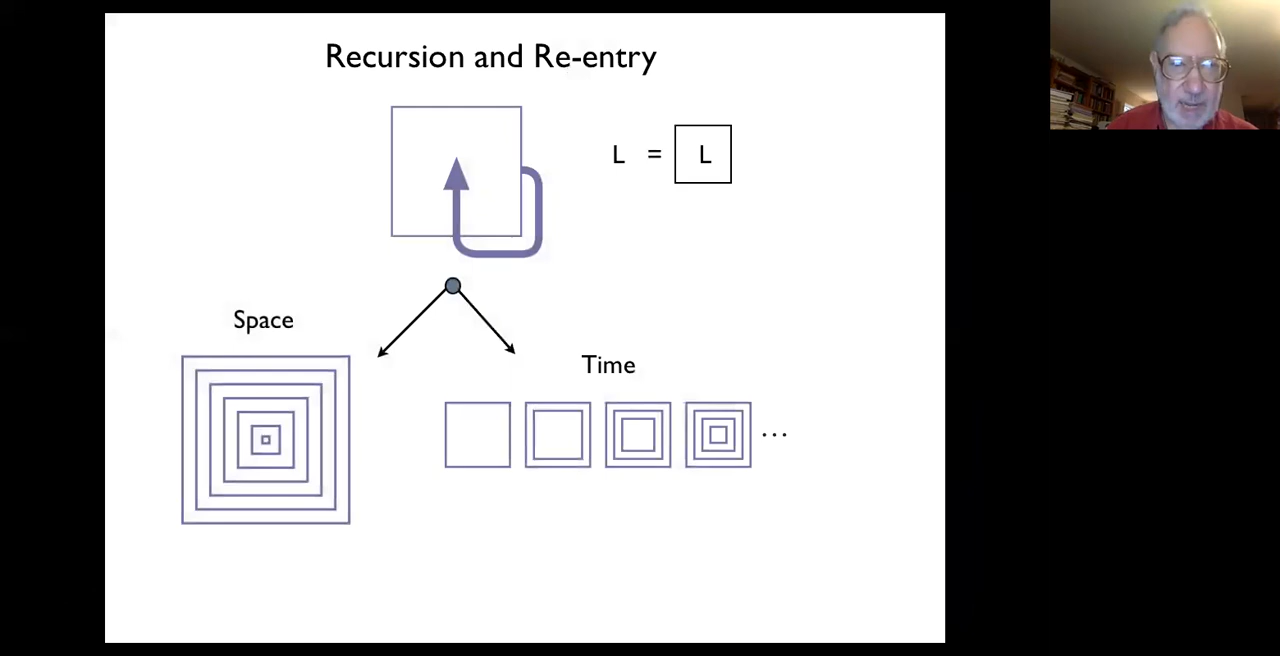 Recursion and Re-entry
L = L
Space
Time
...